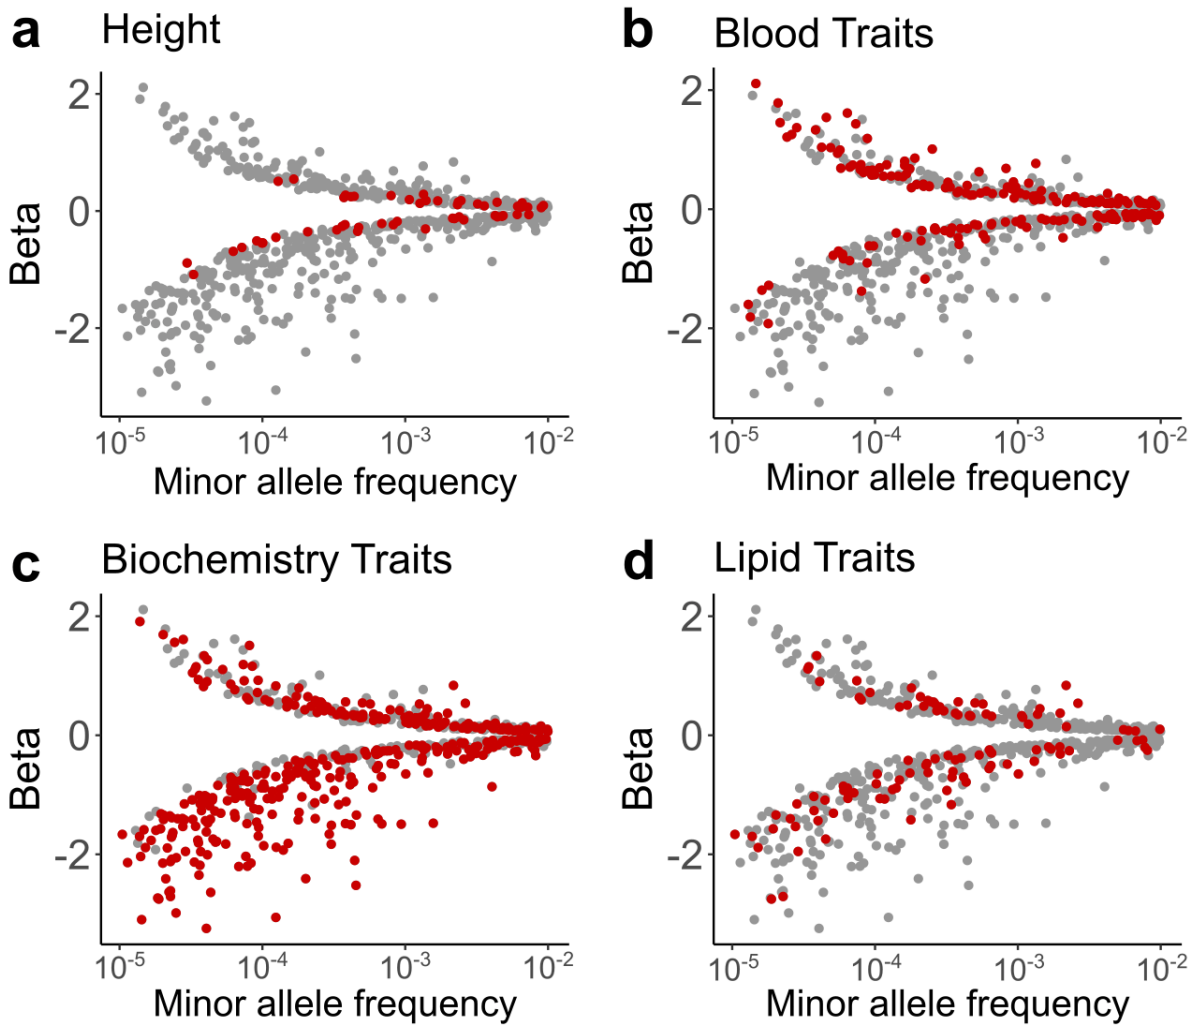 a Height
2
0
-2
Beta
10-5 10-4 10-3 10-2
Minor allele frequency
b Blood Traits
2
0
-2
Beta
10-5 10-4 10-3 10-2
Minor allele frequency
c Biochemistry Traits
2
0
-2
Beta
10-5 10-4 10-3 10-2
Minor allele frequency
d Lipid Traits
2
0
-2
Beta
10-5 10-4 10-3 10-2
Minor allele frequency